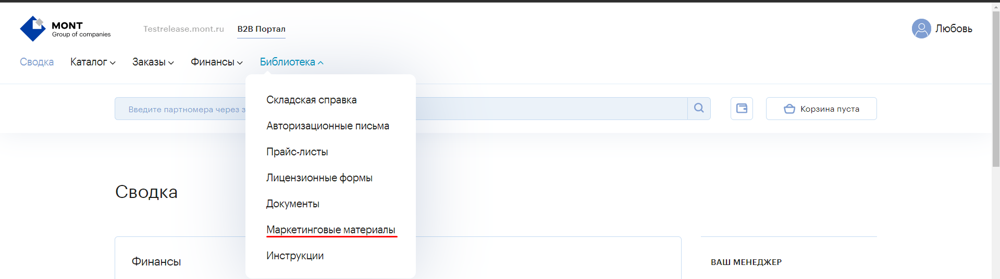 MONT
Group of companies
Testrelease.mont.ru
B2B Портал
Любовь
Сводка
Каталог
Заказы
Финансы
Библиотека
Складская справка
Авторизационные письма
Прайс-листы
Лицензионные формы
Документы
Маркетинговые материалы
Инструкции
Введите партномера через з
Корзина пуста
Сводка
Финансы
ВАШ МЕНЕДЖЕР